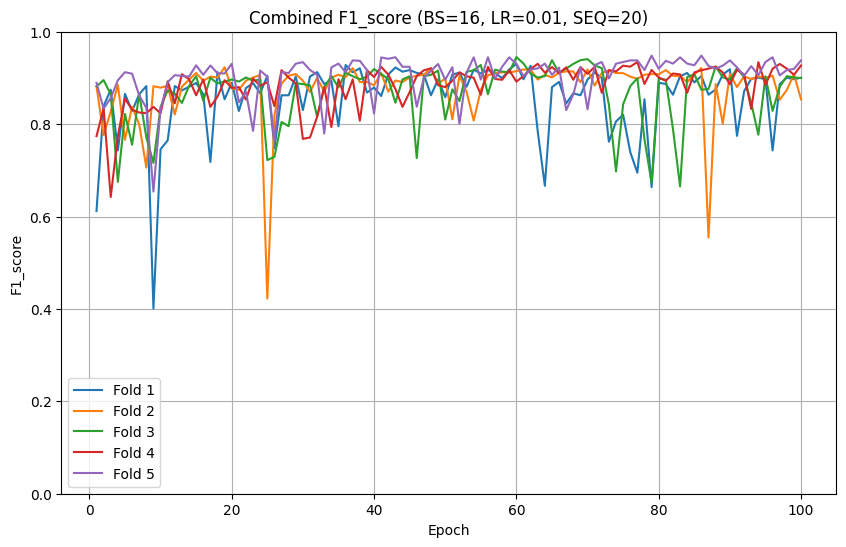 Combined F1_score (BS=16, LR=0.01, SEQ=20)
1.0
0.8
0.6
0.4
0.2
0.0
F1_score
Fold 1
Fold 2
Fold 3
Fold 4
Fold 5
0 20 40 60 80 100
Epoch